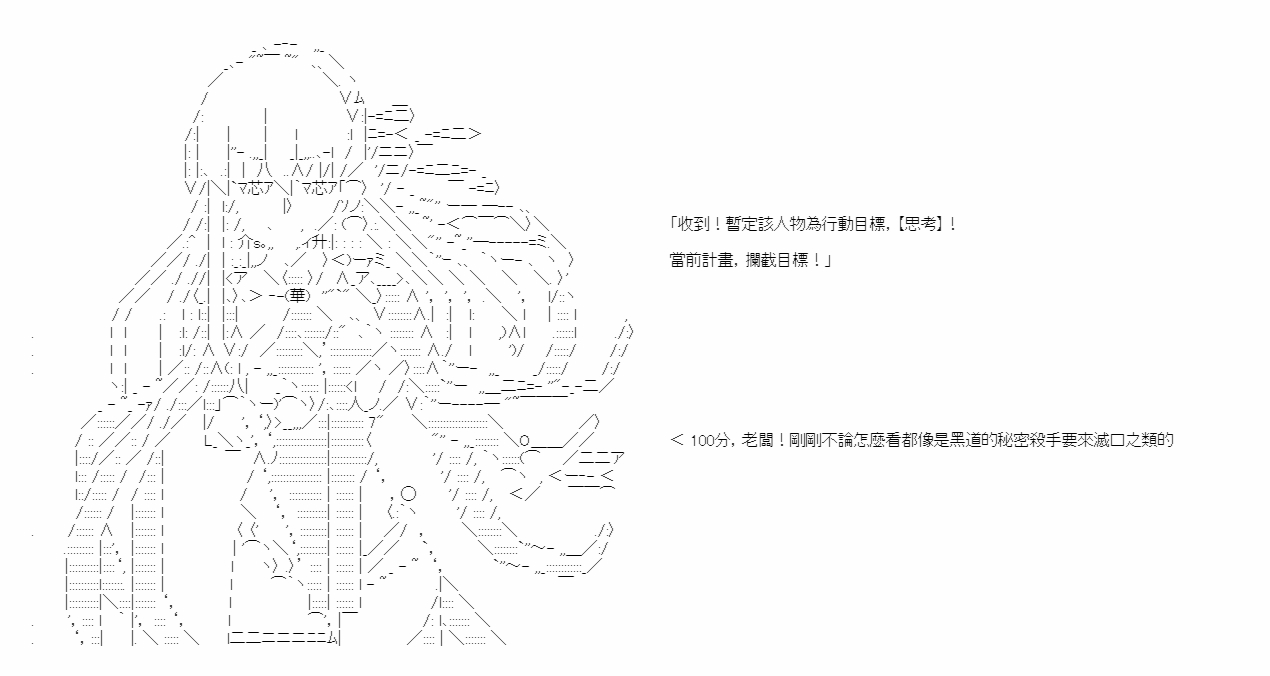 「收到！暫定該人物為行動目標，【思考】！
當前計畫，攔截目標！」
＜ 100分，老闆！剛剛不論怎麼看都像是黑道的秘密殺手要來滅口之類的